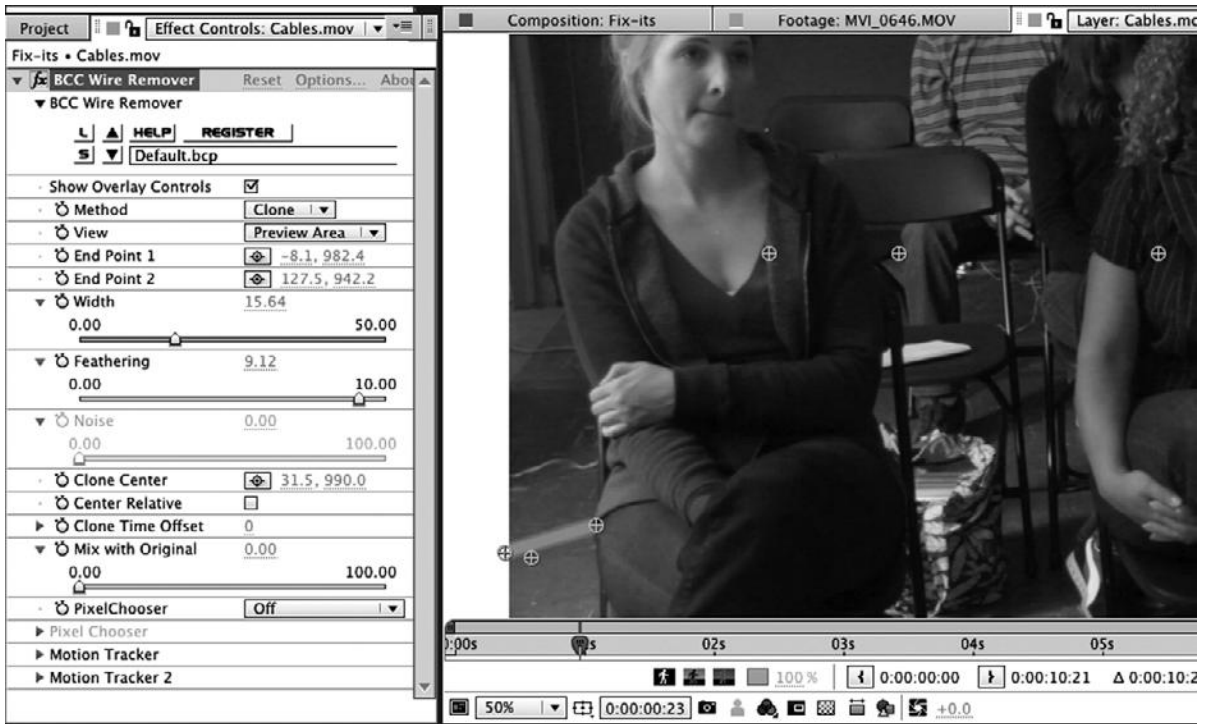 Project
Effect Controls: Cables.mov
Fix-its • Cables.mov
fx BCC Wire Remover Reset Options...
BCC Wire Remover
L HELP REGISTER
S Default.bcp
Show Overlay Controls
Method Clone
View Preview Area
End Point 1 -8.1, 982.4
End Point 2 127.5, 942.2
Width 15.64
0.00 50.00
Feathering 9.12
0.00 10.00
Noise 0.00
0.00 100.00
Clone Center 31.5, 990.0
Center Relative
Clone Time Offset 0
Mix with Original 0.00
0.00 100.00
PixelChooser Off
Pixel Chooser
Motion Tracker
Motion Tracker 2
Composition: Fix-its
Footage: MVI_0646.MOV
Layer: Cables.mo
0:00s 02s 03s 04s 05s
100 % 0:00:00:00 0:00:10:21 Δ 0:00:10:2
50% 0:00:00:23 +0.0